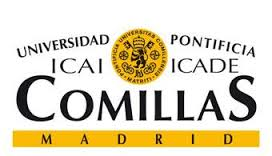 UNIVERSIDAD PONTIFICIA
ICAI ICADE
COMILLAS
MADRID